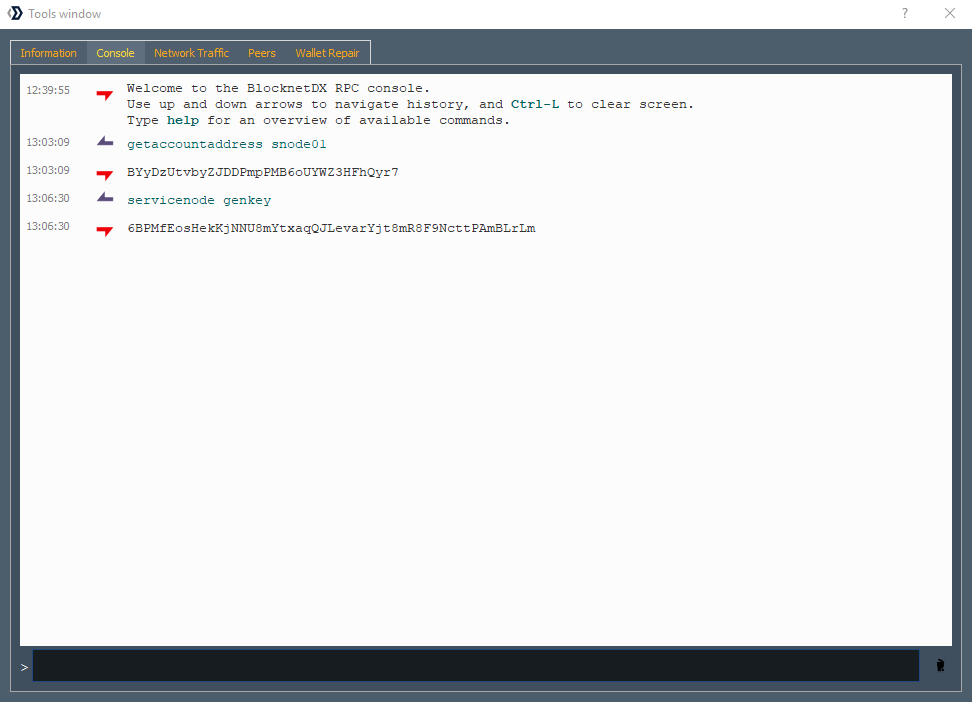 Tools window
?
Information Console Network Traffic Peers Wallet Repair
12:39:55 Welcome to the BlocknetDX RPC console.
Use up and down arrows to navigate history, and Ctrl-L to clear screen.
Type help for an overview of available commands.
13:03:09 getaccountaddress snode01
13:03:09 BYyDzUtvbyZJDDPmpPMB6oUYWZ3HFhQyr7
13:06:30 servicenode genkey
13:06:30 6BPMfEosHekKjNNU8mYtxaqQJLevarYjt8mR8F9NcttPAmBLrLm
>